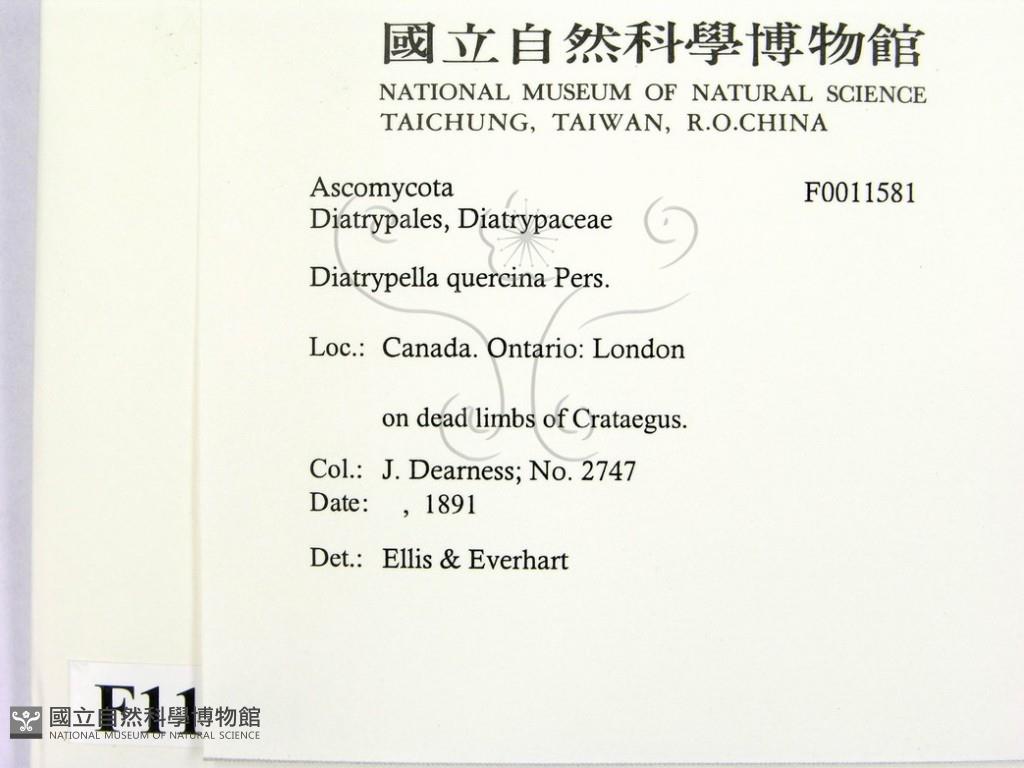 國立自然科學博物館
NATIONAL MUSEUM OF NATURAL SCIENCE
TAICHUNG, TAIWAN, R.O.CHINA
Ascomycota F0011581
Diatrypales, Diatrypaceae
Diatrypella quercina Pers.
Loc.: Canada. Ontario: London
on dead limbs of Crataegus.
Col.: J. Dearness; No. 2747
Date: , 1891
Det.: Ellis & Everhart
F11
國立自然科學博物館
NATIONAL MUSEUM OF NATURAL SCIENCE